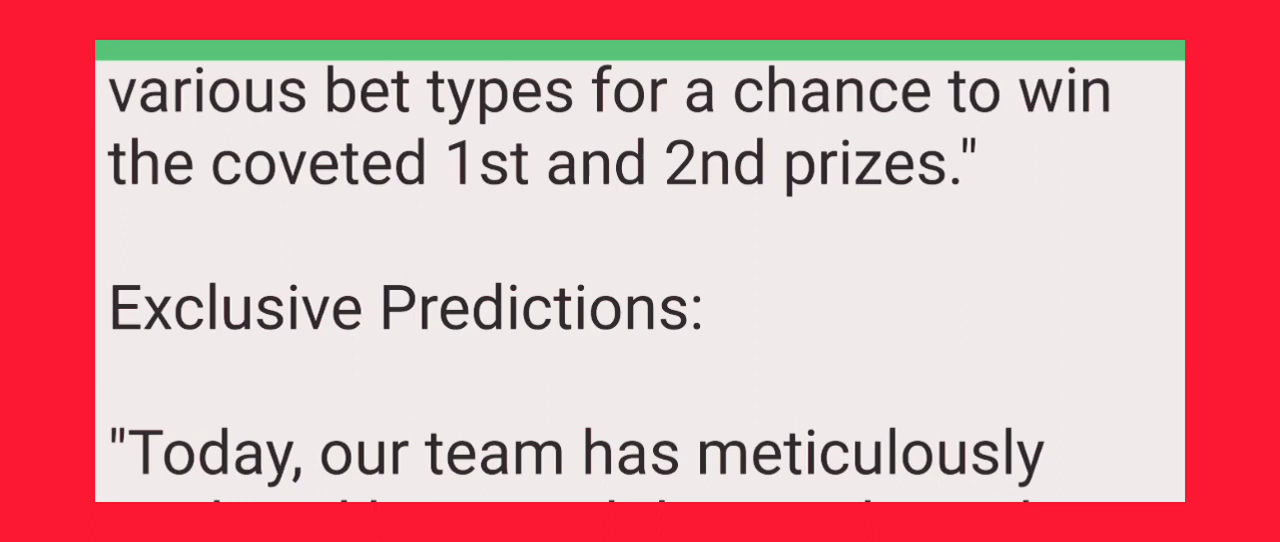 various bet types for a chance to win
the coveted 1st and 2nd prizes."
Exclusive Predictions:
"Today, our team has meticulously